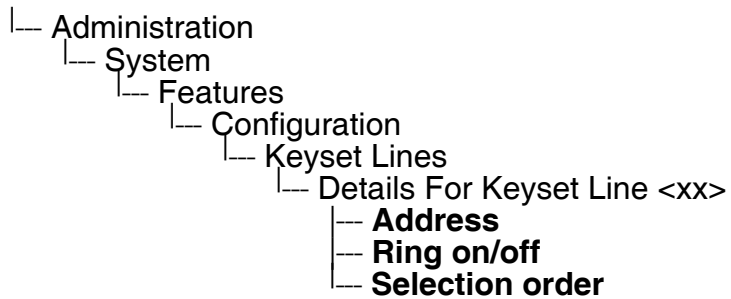 |--- Administration
|--- System
|--- Features
|--- Configuration
|--- Keyset Lines
|--- Details For Keyset Line <xx>
|--- Address
|--- Ring on/off
|--- Selection order